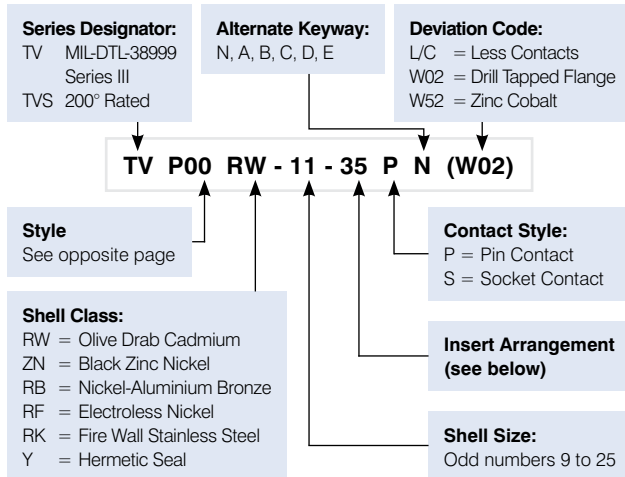 Series Designator:
TV MIL-DTL-38999
Series III
TVS 200° Rated
Alternate Keyway:
N, A, B, C, D, E
Deviation Code:
L/C = Less Contacts
W02 = Drill Tapped Flange
W52 = Zinc Cobalt
TV P00 RW - 11 - 35 P N (W02)
Style
See opposite page
Shell Class:
RW = Olive Drab Cadmium
ZN = Black Zinc Nickel
RB = Nickel-Aluminium Bronze
RF = Electroless Nickel
RK = Fire Wall Stainless Steel
Y = Hermetic Seal
Contact Style:
P = Pin Contact
S = Socket Contact
Insert Arrangement
(see below)
Shell Size:
Odd numbers 9 to 25